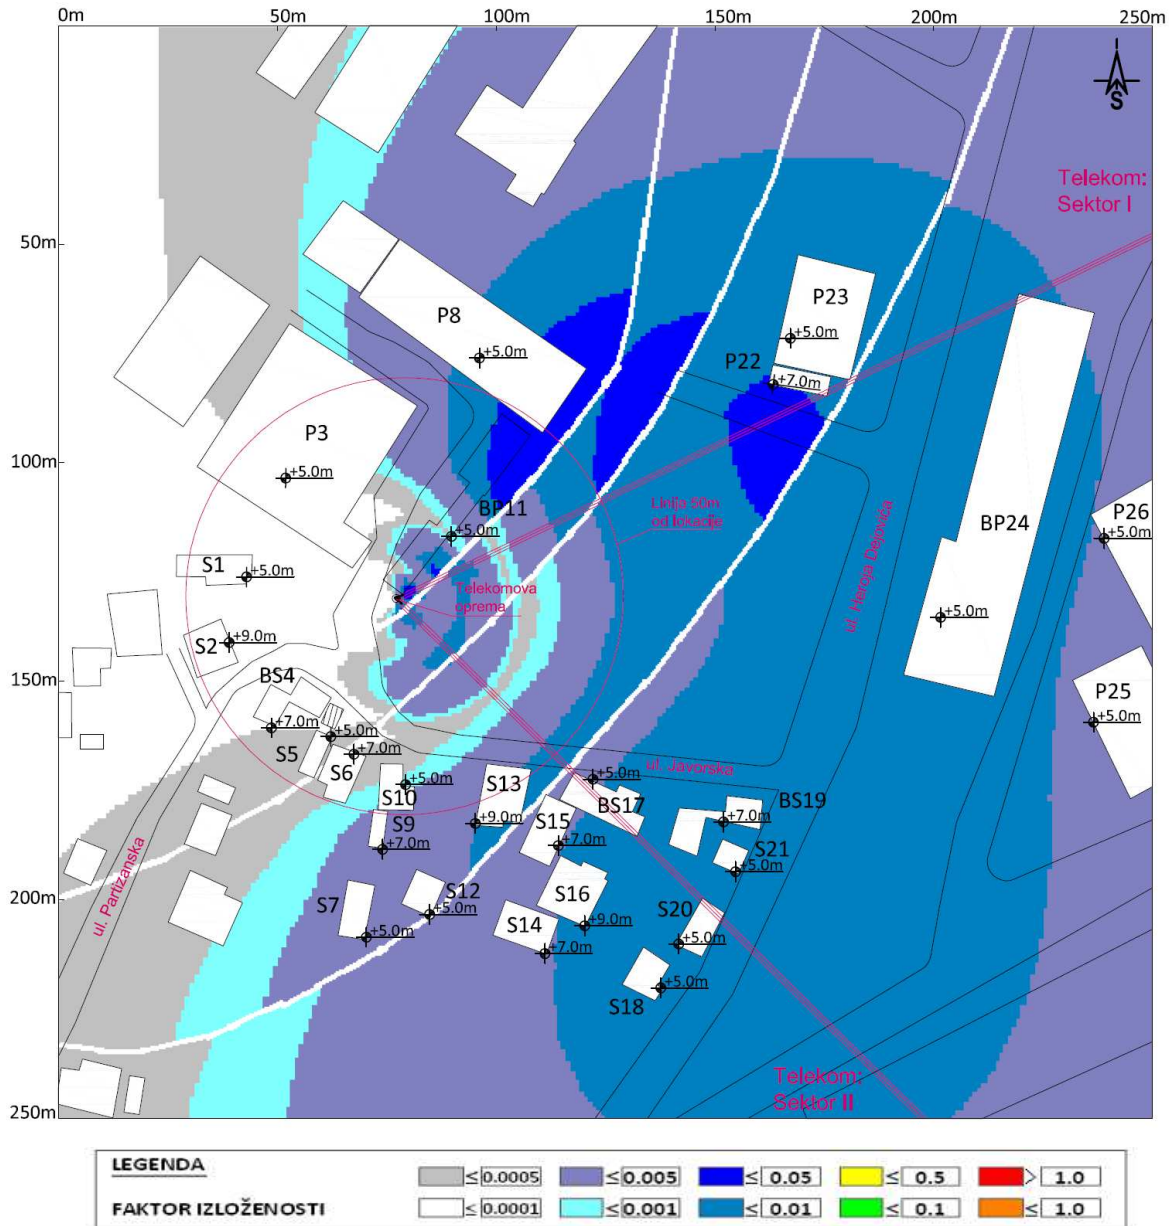 0m
50m
100m
150m
200m
250m
S
Telekom:
Sektor I
50m
P23
P8
+5.0m
+5.0m
P22
+7.0m
P3
100m
+5.0m
Linija 50m
od lokacije
BP11
+5.0m
P26
+5.0m
BP24
S1
+5.0m
Telekomova
oprema
ul. Heroja Dejovića
+5.0m
S2
+9.0m
150m
BS4
P25
+7.0m
+5.0m
+5.0m
S5
+7.0m
S6
ul. Javorska
+5.0m
+5.0m
S10
S13
BS17
BS19
+7.0m
S9
+9.0m
S15
+7.0m
+7.0m
S21
+5.0m
ul. Partizanska
200m
S7
S12
+5.0m
S16
S20
+5.0m
S14
+9.0m
+7.0m
+5.0m
+5.0m
S18
Telekom:
Sektor II
250m
LEGENDA
≤ 0.0005
≤ 0.005
≤ 0.05
≤ 0.5
> 1.0
FAKTOR IZLOŽENOSTI
≤ 0.0001
≤ 0.001
≤ 0.01
≤ 0.1
≤ 1.0